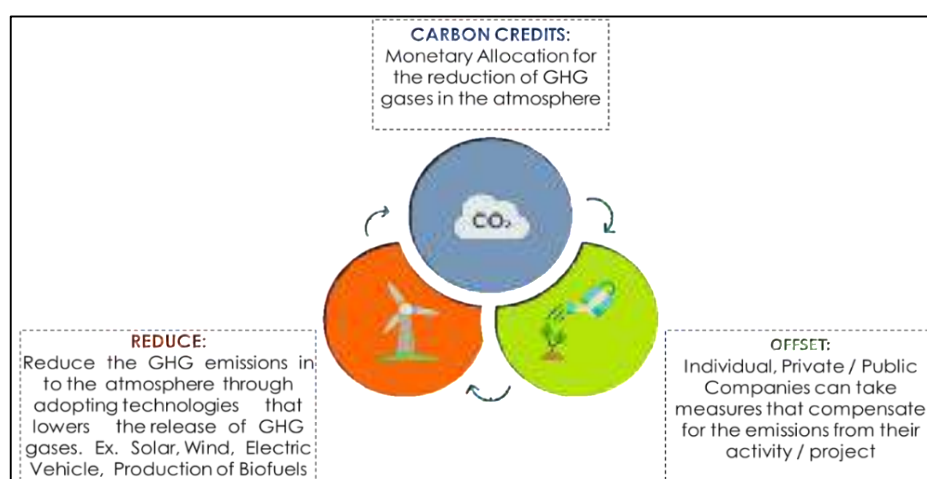 CARBON CREDITS:
Monetary Allocation for
the reduction of GHG
gases in the atmosphere
CO₂
REDUCE:
Reduce the GHG emissions in
to the atmosphere through
adopting technologies that
lowers the release of GHG
gases. Ex. Solar, Wind, Electric
Vehicle, Production of Biofuels
OFFSET:
Individual, Private / Public
Companies can take
measures that compensate
for the emissions from their
activity / project